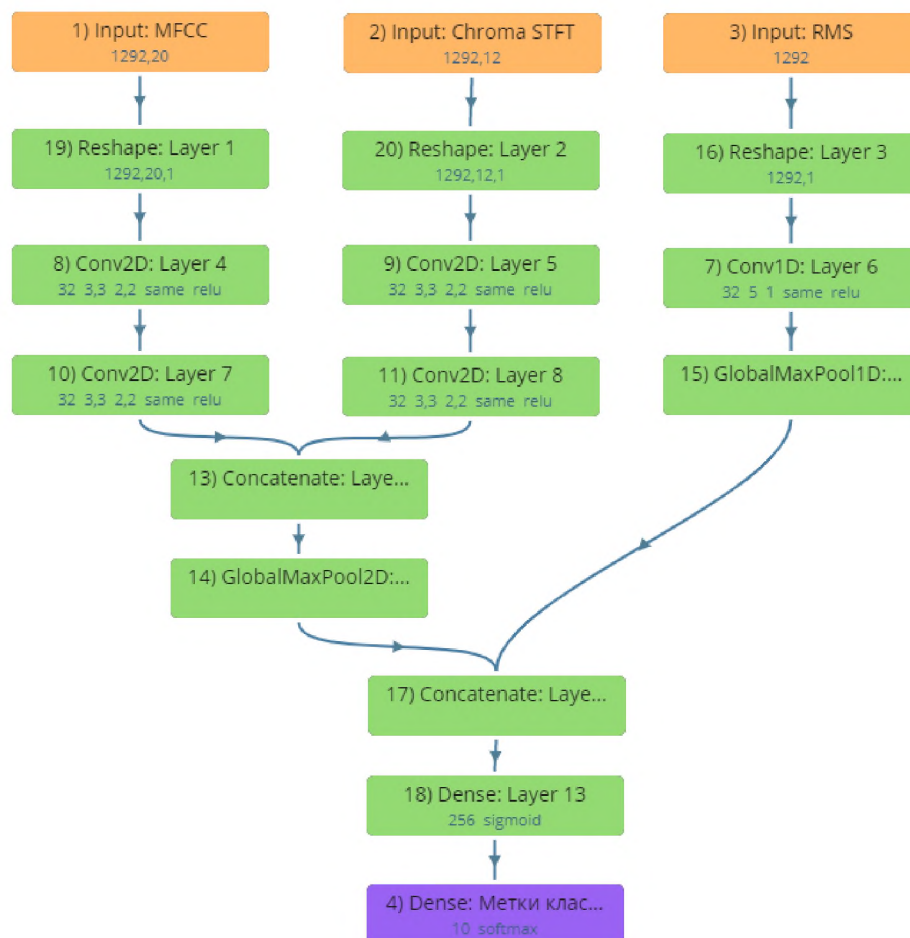 1) Input: MFCC
1292,20
2) Input: Chroma STFT
1292,12
3) Input: RMS
1292
19) Reshape: Layer 1
1292,20,1
20) Reshape: Layer 2
1292,12,1
16) Reshape: Layer 3
1292,1
8) Conv2D: Layer 4
32 3,3 2,2 same relu
9) Conv2D: Layer 5
32 3,3 2,2 same relu
7) Conv1D: Layer 6
32 5 1 same relu
10) Conv2D: Layer 7
32 3,3 2,2 same relu
11) Conv2D: Layer 8
32 3,3 2,2 same relu
15) GlobalMaxPool1D:...
13) Concatenate: Laye...
14) GlobalMaxPool2D:...
17) Concatenate: Laye...
18) Dense: Layer 13
256 sigmoid
4) Dense: Метки клас...
10 softmax